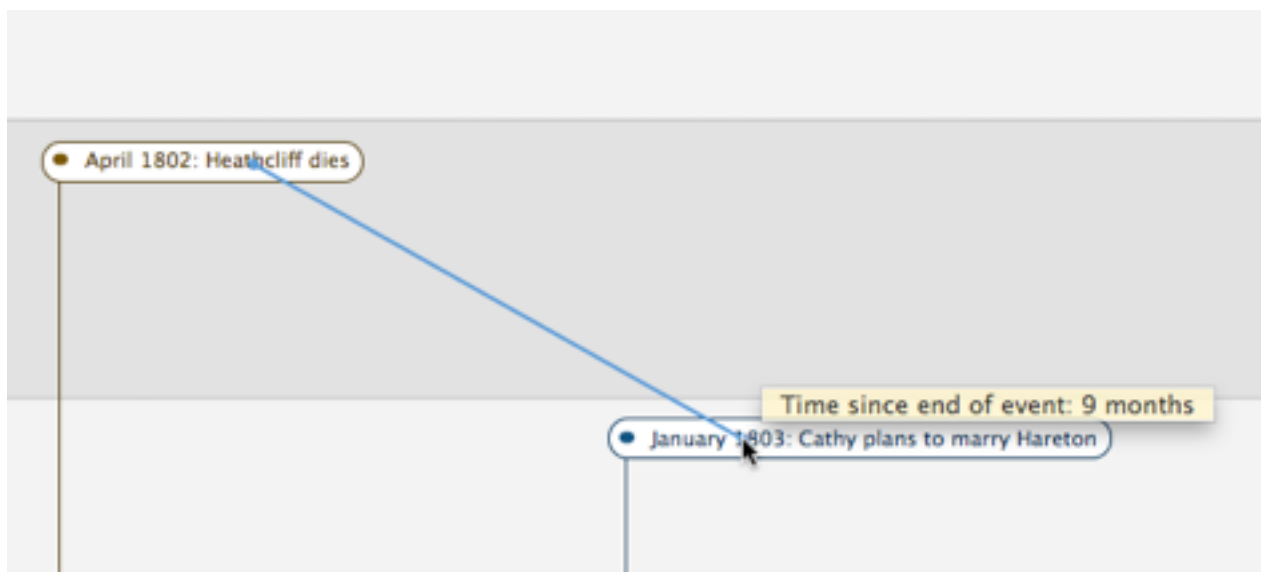 April 1802: Heathcliff dies
Time since end of event: 9 months
January 1803: Cathy plans to marry Hareton